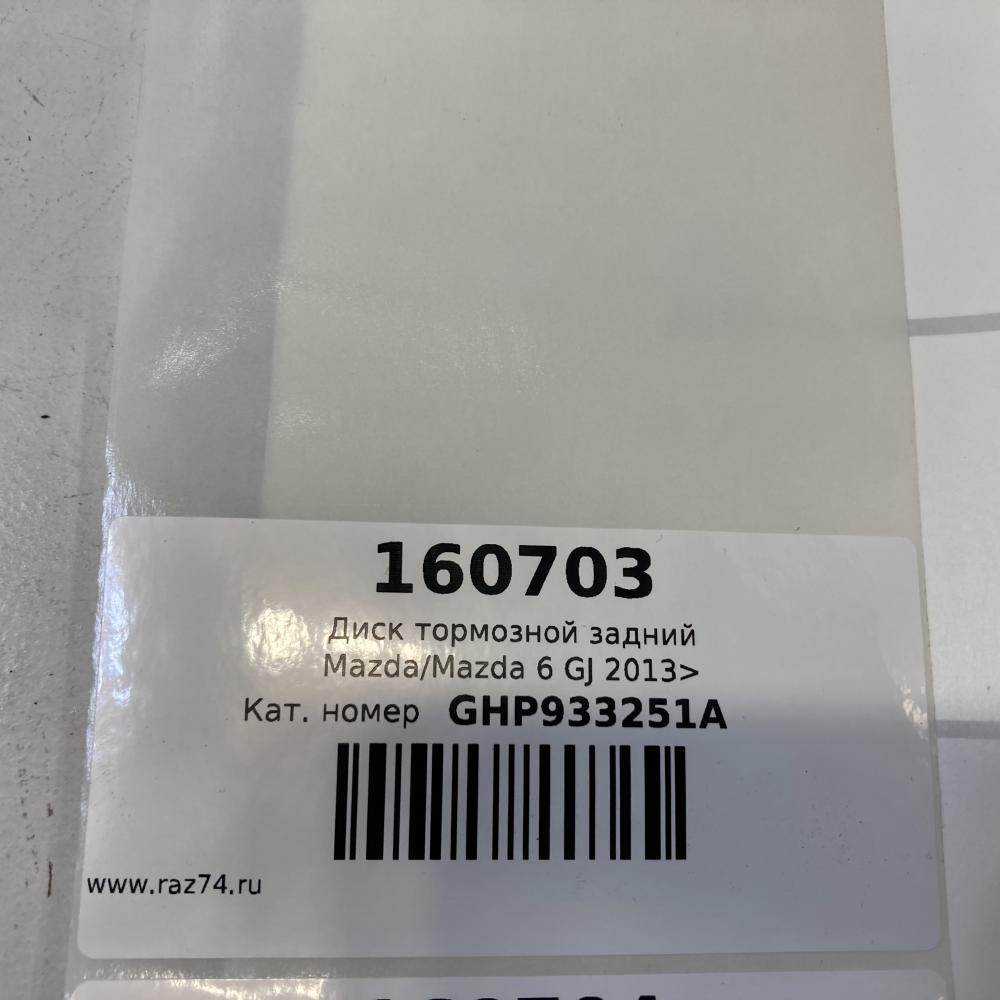 160703
Диск тормозной задний
Mazda/Mazda 6 GJ 2013>
Кат. номер GHP933251A
www.raz74.ru